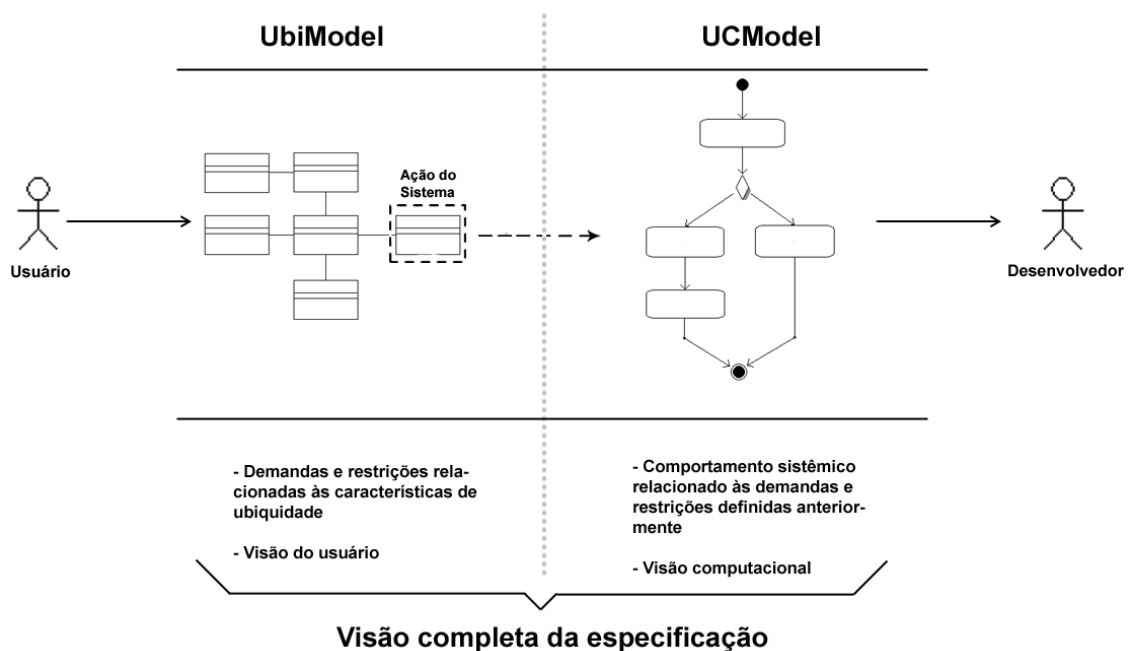 UbiModel
UCModel
Ação do
Sistema
Usuário
Desenvolvedor
- Demandas e restrições rela-
cionadas às características de
ubiquidade
- Visão do usuário
- Comportamento sistêmico
relacionado às demandas e
restrições definidas anterior-
mente
- Visão computacional
Visão completa da especificação